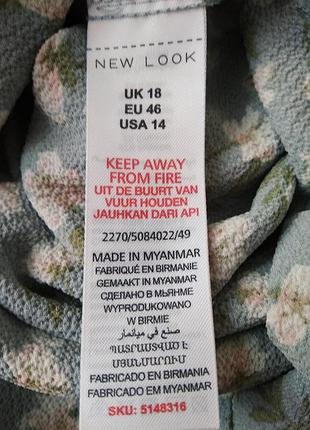 NEW LOOK
UK 18
EU 46
USA 14
KEEP AWAY
FROM FIRE
UIT DE BUURT VAN
VUUR HOUDEN
JAUHKAN DARI API
2270/5084022/49
MADE IN MYANMAR
FABRIQUÉ EN BIRMANIE
GEMAAKT IN MYANMAR
СДЕЛАНО В МЬЯНМЕ
WYPRODUKOWANO
W BIRMIE
صنع في ميانمار
ՊԱՏՐԱՍՏՎԱԾ Է
ՄՅԱՆՄԱՐՈՒՄ
FABRICADO EN BIRMANIA
FABRICADO EM MYANMAR
SKU: 5148316